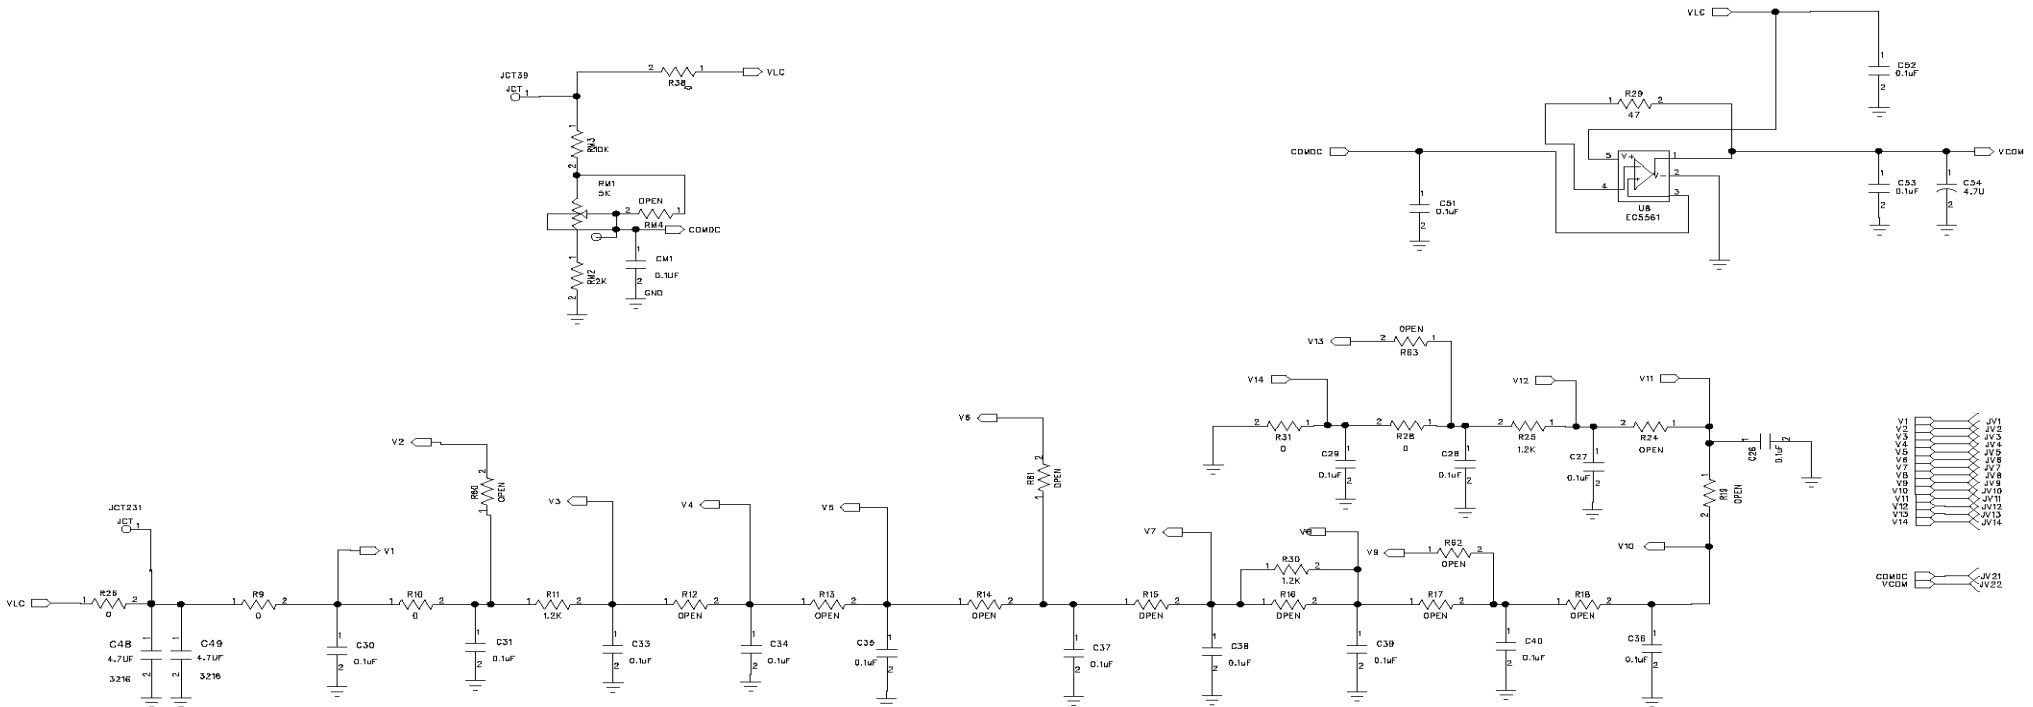 VLC
C52
0.1uF
JCT39
JCT
R38
0
VLC
R29
47
RM3
10K
COMDC
VCOM
V+
V-
U8
EC5561
C51
0.1uF
C53
0.1uF
C54
4.7U
RM1
5K
OPEN
RM4
COMDC
CM1
0.1UF
GND
RM2
2K
OPEN
V13
R63
V14
V12
V11
R31
0
R28
0
R25
1.2K
R24
OPEN
C29
0.1uF
C28
0.1uF
C27
0.1uF
C26
0.1uF
R19
OPEN
V10
V6
R61
OPEN
V2
R60
OPEN
V3
V4
V5
V7
R30
1.2K
V9
R62
OPEN
JCT231
JCT
V1
VLC
R26
0
R9
0
R10
0
R11
1.2K
R12
OPEN
R13
OPEN
R14
OPEN
R15
OPEN
R16
OPEN
R17
OPEN
R18
OPEN
C48
4.7UF
3216
C49
4.7UF
3216
C30
0.1uF
C31
0.1uF
C33
0.1uF
C34
0.1uF
C35
0.1uF
C37
0.1uF
C38
0.1uF
C39
0.1uF
C40
0.1uF
C36
0.1uF
V1 JV1
V2 JV2
V3 JV3
V4 JV4
V5 JV5
V6 JV6
V7 JV7
V8 JV8
V9 JV9
V10 JV10
V11 JV11
V12 JV12
V13 JV13
V14 JV14
COMDC JV21
VCOM JV22